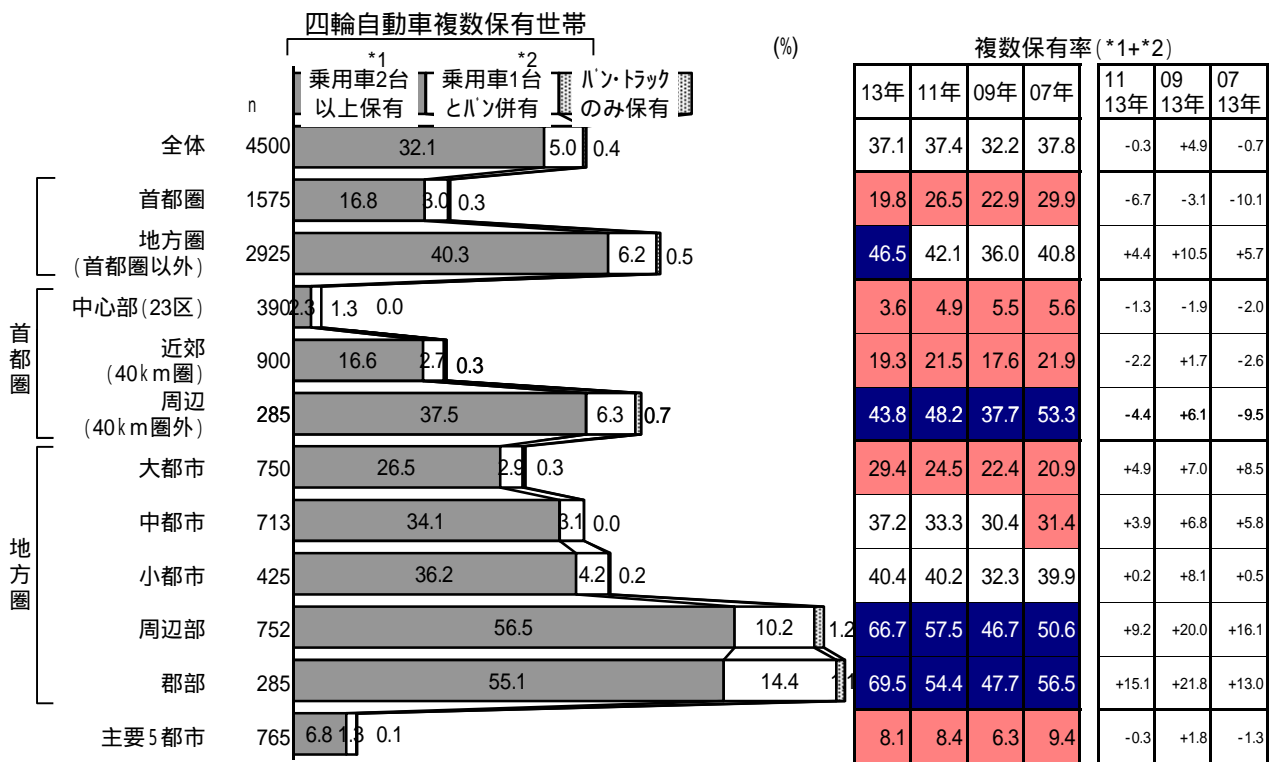 四輪自動車複数保有世帯
(%)
複数保有率(*1+*2)
*1 *2
n 乗用車2台 乗用車1台 バン・トラック
以上保有 とバン併有 のみ保有
13年 11年 09年 07年 11 09 07
13年 13年 13年
全体 4500 32.1 5.0 0.4 37.1 37.4 32.2 37.8 -0.3 +4.9 -0.7
首都圏 1575 16.8 3.0 0.3 19.8 26.5 22.9 29.9 -6.7 -3.1 -10.1
地方圏
(首都圏以外) 2925 40.3 6.2 0.5 46.5 42.1 36.0 40.8 +4.4 +10.5 +5.7
首都圏
中心部(23区) 390 2.3 1.3 0.0 3.6 4.9 5.5 5.6 -1.3 -1.9 -2.0
近郊
(40km圏) 900 16.6 2.7 0.3 19.3 21.5 17.6 21.9 -2.2 +1.7 -2.6
周辺
(40km圏外) 285 37.5 6.3 0.7 43.8 48.2 37.7 53.3 -4.4 +6.1 -9.5
地方圏
大都市 750 26.5 2.9 0.3 29.4 24.5 22.4 20.9 +4.9 +7.0 +8.5
中都市 713 34.1 3.1 0.0 37.2 33.3 30.4 31.4 +3.9 +6.8 +5.8
小都市 425 36.2 4.2 0.2 40.4 40.2 32.3 39.9 +0.2 +8.1 +0.5
周辺部 752 56.5 10.2 1.2 66.7 57.5 46.7 50.6 +9.2 +20.0 +16.1
郡部 285 55.1 14.4 69.5 54.4 47.7 56.5 +15.1 +21.8 +13.0
主要5都市 765 6.8 1.3 0.1 8.1 8.4 6.3 9.4 -0.3 +1.8 -1.3